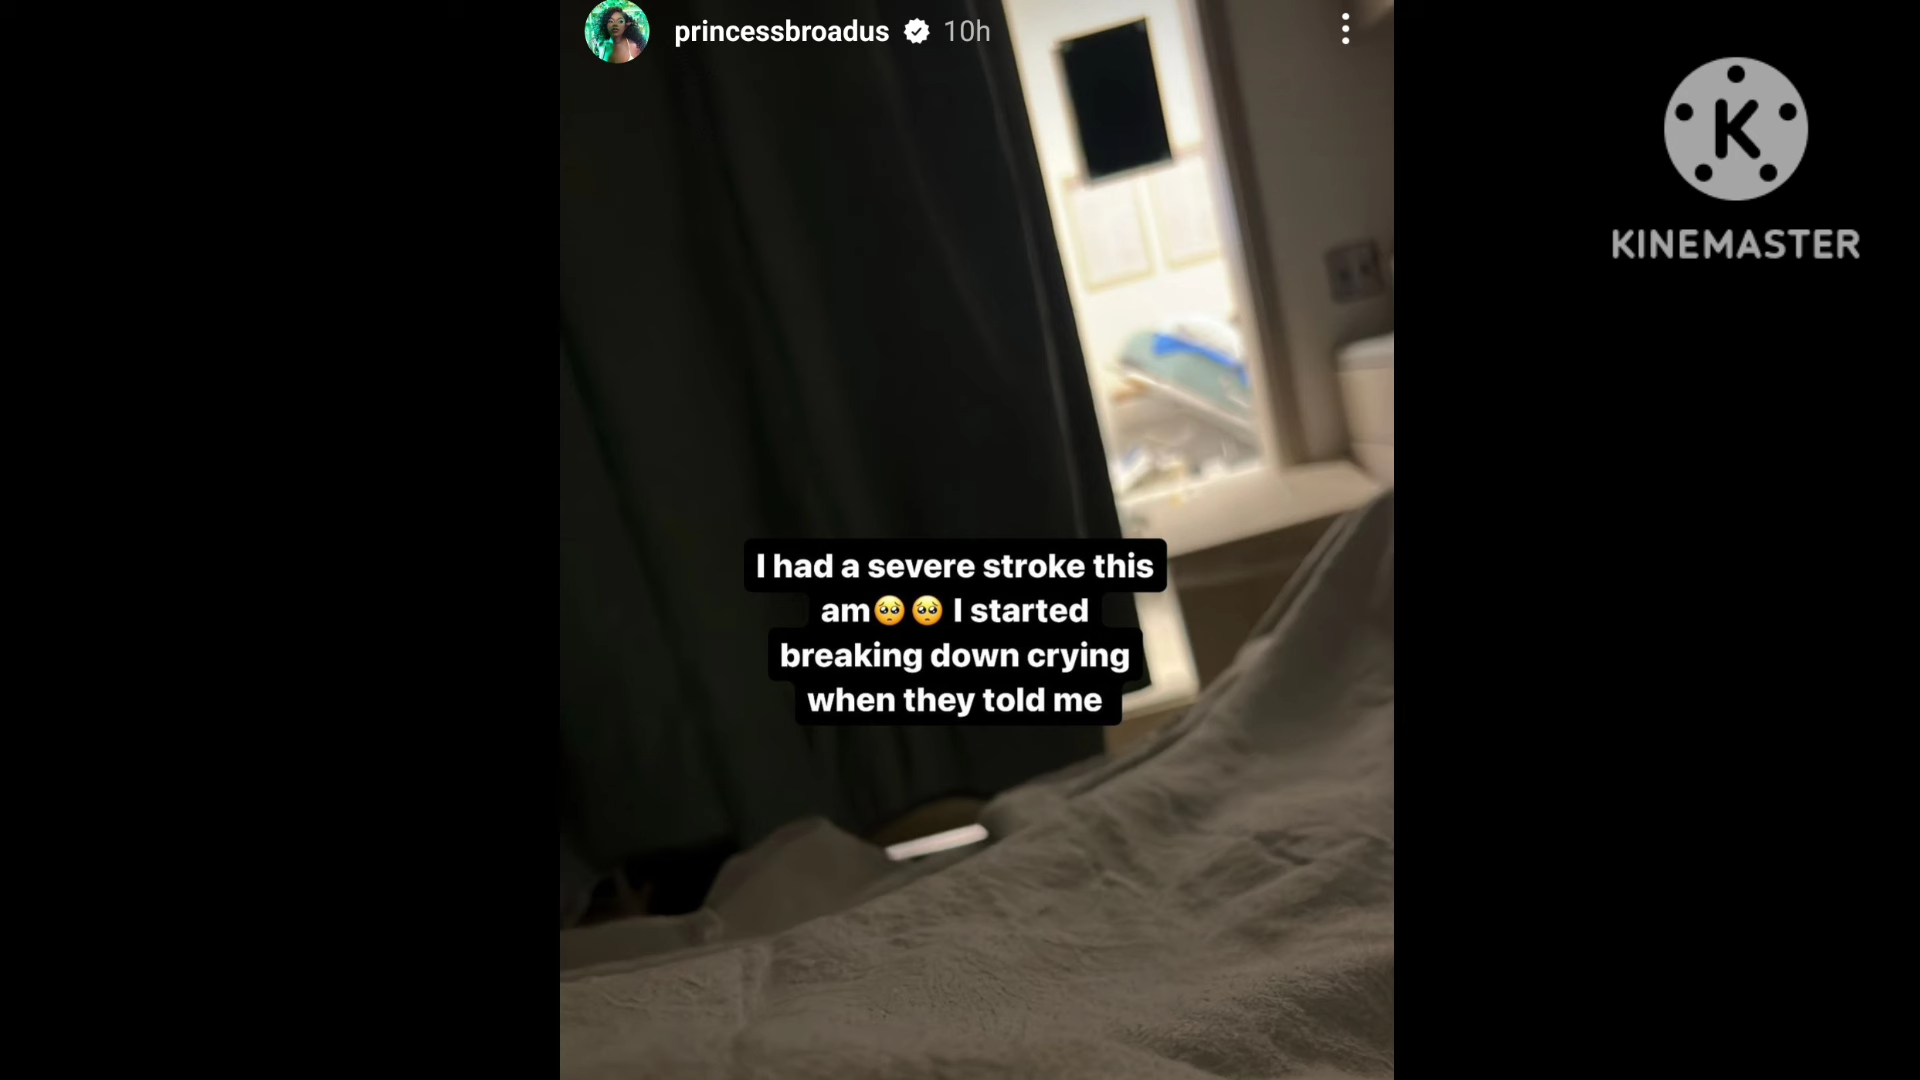 princessbroadus 10h
K
KINEMASTER
I had a severe stroke this
am🥺🥺 I started
breaking down crying
when they told me